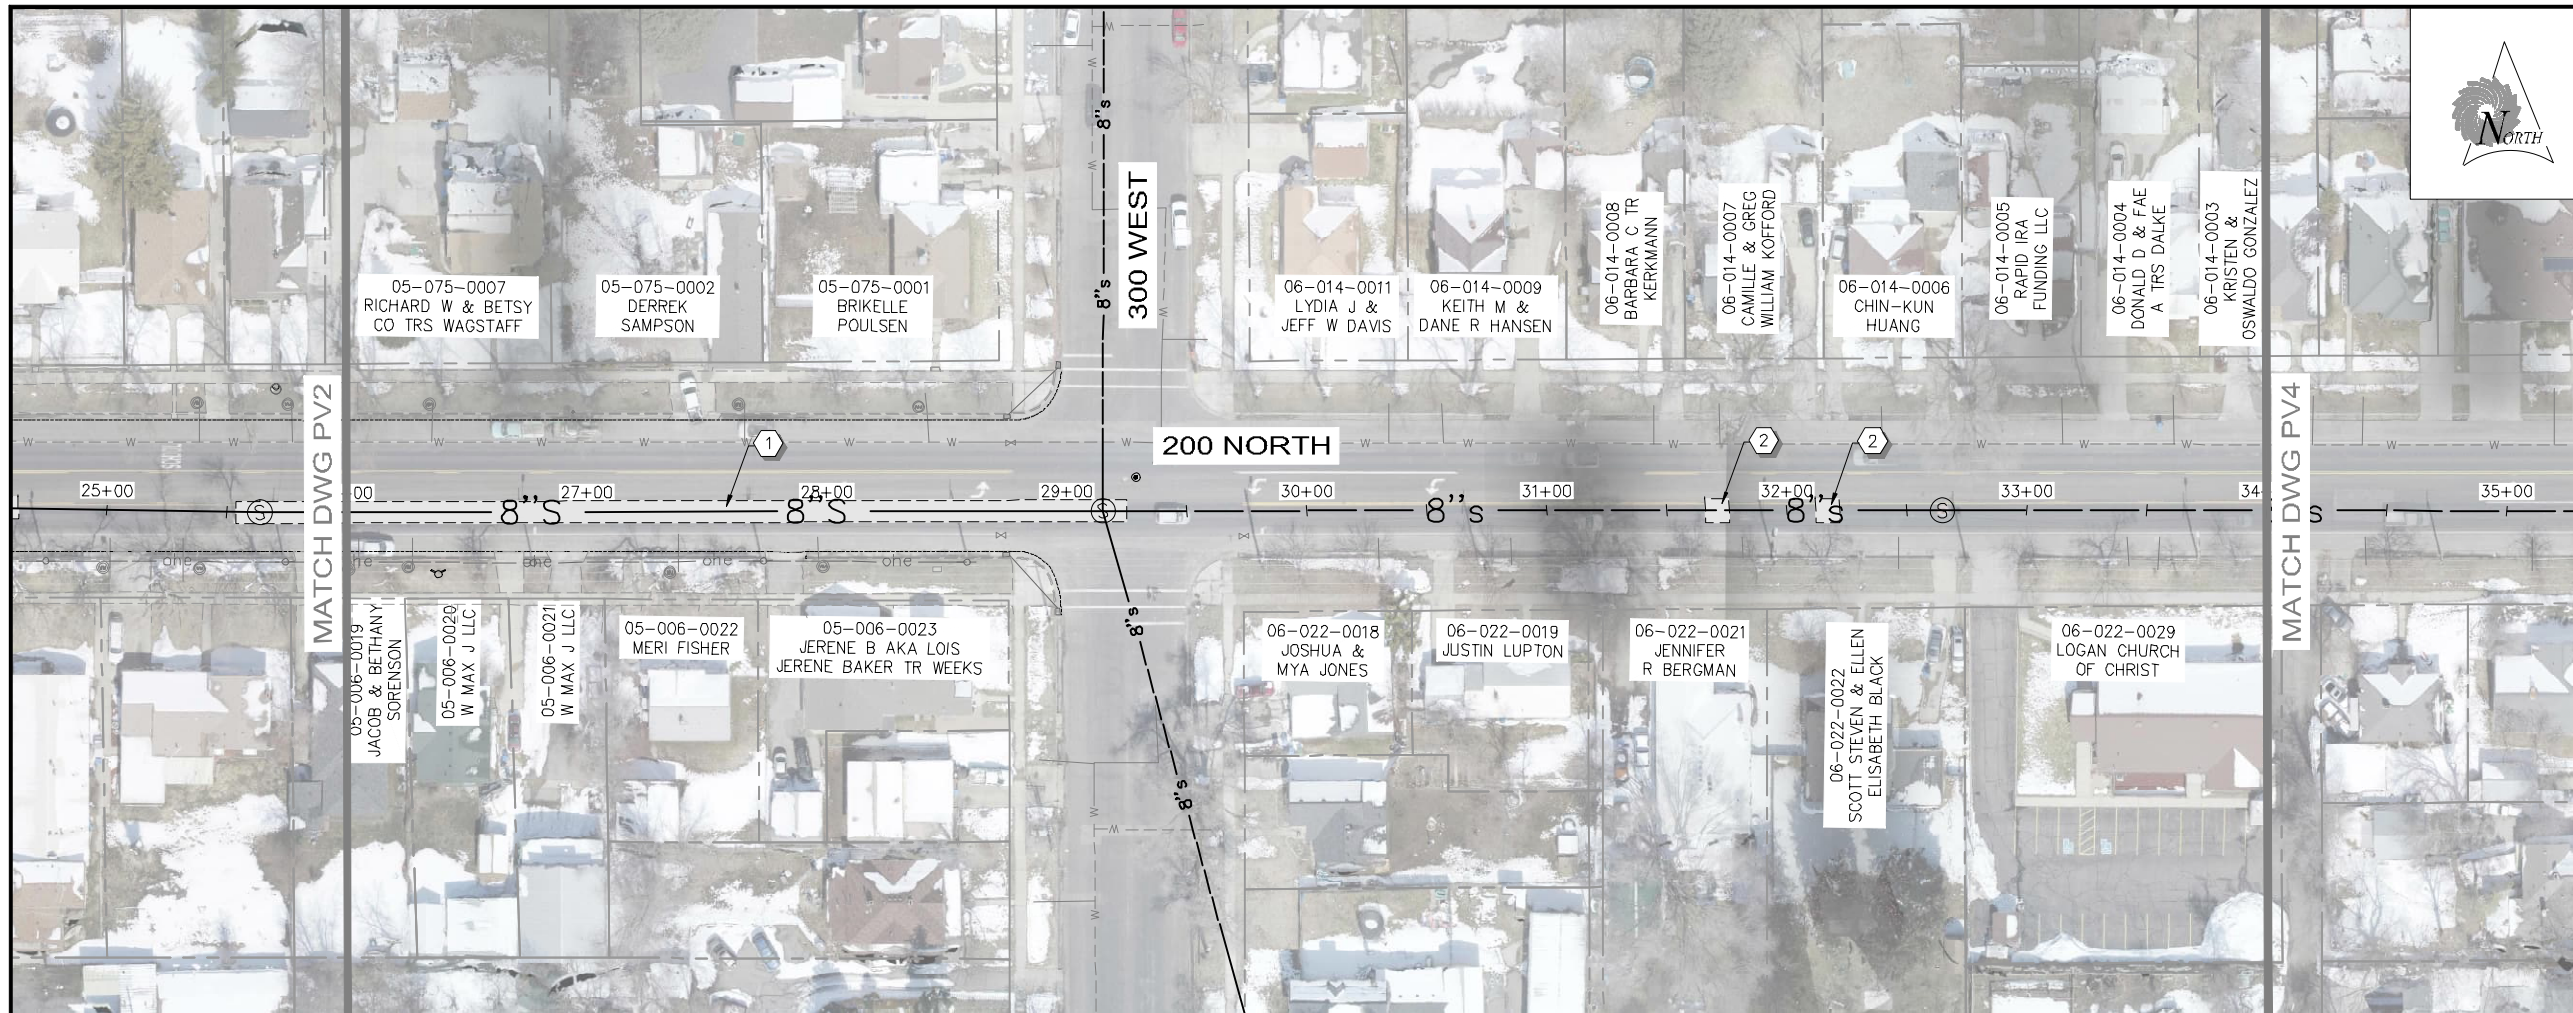 NORTH
8"s
8"s
300 WEST
05-075-0007
RICHARD W & BETSY
CO TRS WAGSTAFF
05-075-0002
DERREK
SAMPSON
05-075-0001
BRIKELLE
POULSEN
06-014-0011
LYDIA J &
JEFF W DAVIS
06-014-0009
KEITH M &
DANE R HANSEN
06-014-0008
BARBARA C TR
KERKMANN
06-014-0007
CAMILLE & GREG
WILLIAM KOFFORD
06-014-0006
CHIN-KUN
HUANG
06-014-0005
RAPID IRA
FUNDING LLC
06-014-0004
DONALD D & FAE
A TRS DALKE
06-014-0003
KRISTEN &
OSWALDO GONZALEZ
MATCH DWG PV2
MATCH DWG PV4
W W W W W W W W W W W W W
SCHOOL
1
200 NORTH
2
2
25+00
00
27+00
28+00
29+00
30+00
31+00
32+00
33+00
34
35+00
S
8"S
8"S
S
8"s
8"s
S
s
ohe
ohe
ohe
ohe
05-006-0019
JACOB & BETHANY
SORENSON
05-006-0020
W MAX J LLC
05-006-0021
W MAX J LLC
05-006-0022
MERI FISHER
05-006-0023
JERENE B AKA LOIS
JERENE BAKER TR WEEKS
8"s
8"s
06-022-0018
JOSHUA &
MYA JONES
06-022-0019
JUSTIN LUPTON
06-022-0021
JENNIFER
R BERGMAN
06-022-0022
SCOTT STEVEN & ELLEN
ELISABETH BLACK
06-022-0029
LOGAN CHURCH
OF CHRIST
W
W
W